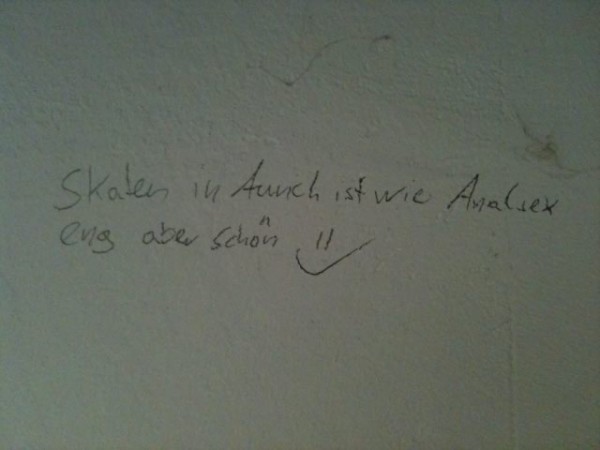 Skaten in Aurich ist wie Analsex
eng aber schön !!